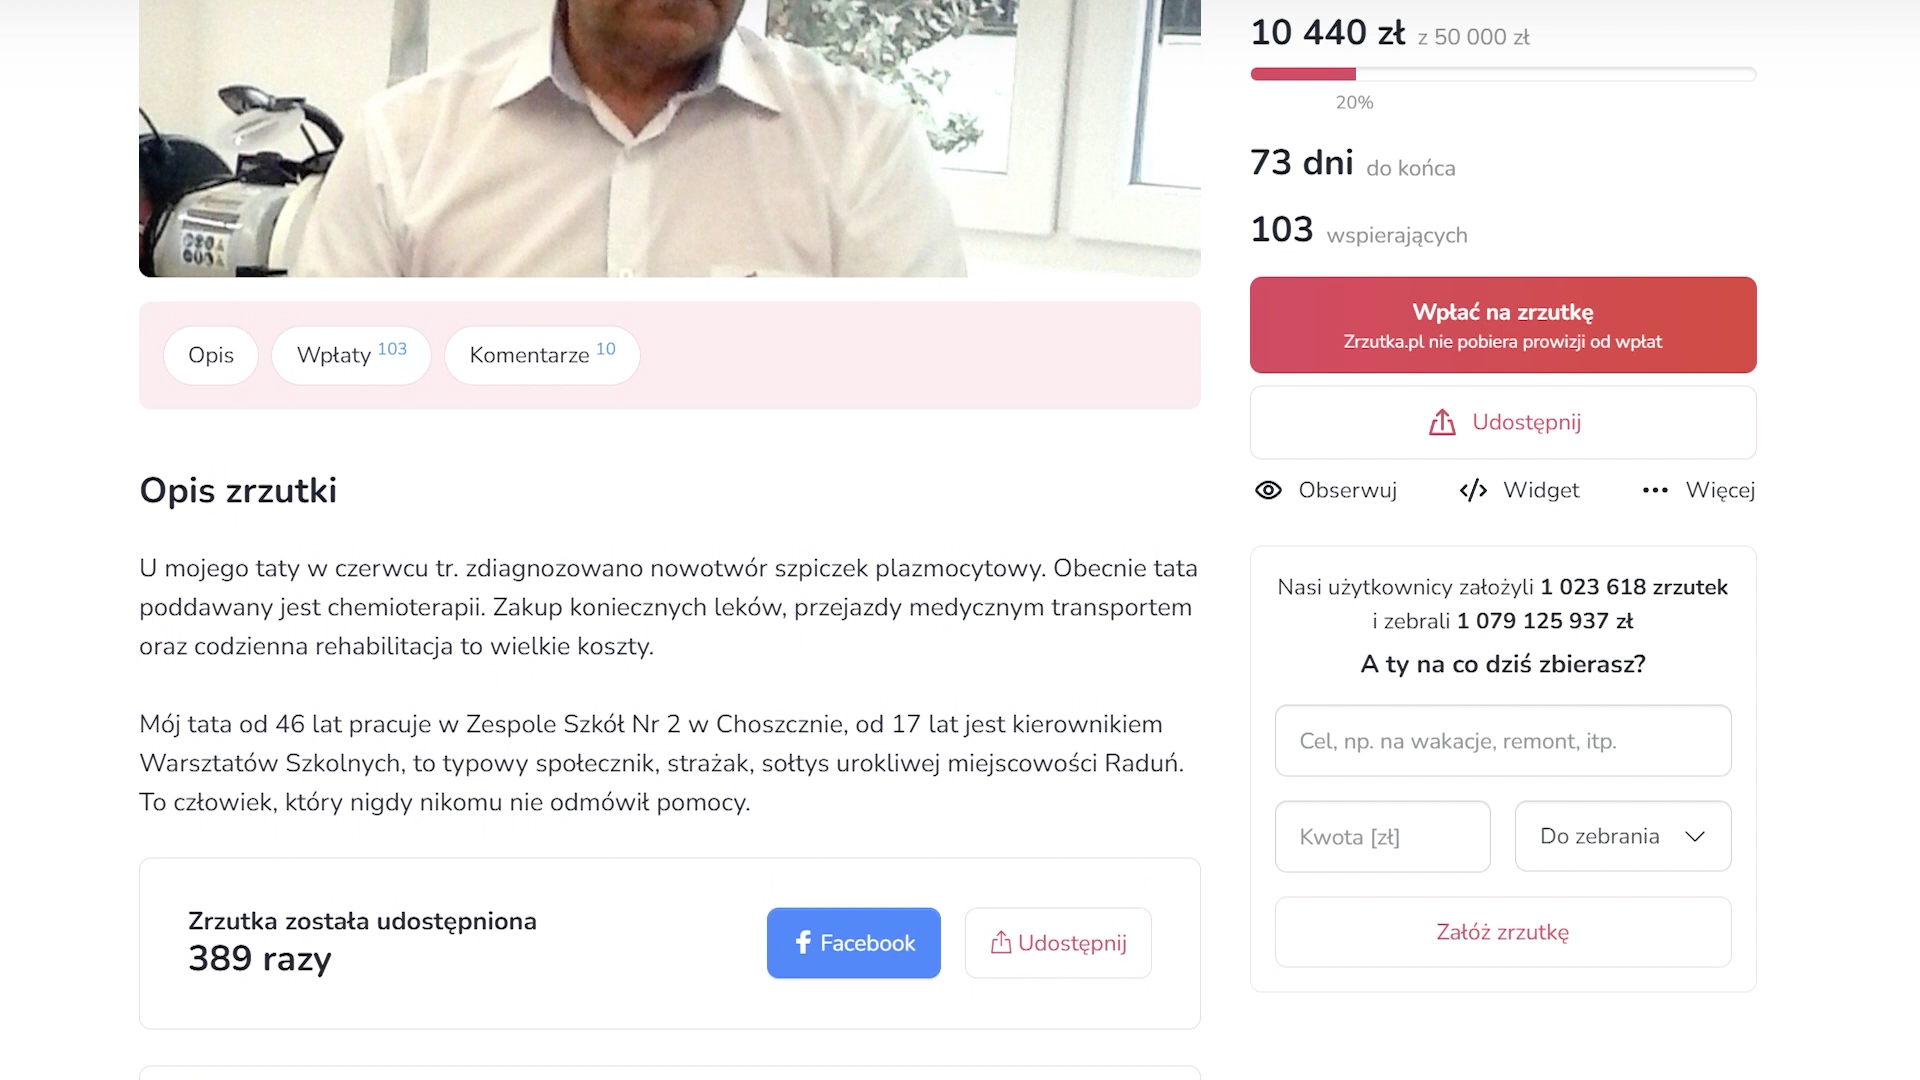 10 440 zł z 50 000 zł
20%
73 dni do końca
103 wspierających
Wpłać na zrzutkę
Zrzutka.pl nie pobiera prowizji od wpłat
Udostępnij
Obserwuj Widget Więcej
Opis Wpłaty 103 Komentarze 10
Opis zrzutki
U mojego taty w czerwcu tr. zdiagnozowano nowotwór szpiczek plazmocytowy. Obecnie tata
poddawany jest chemioterapii. Zakup koniecznych leków, przejazdy medycznym transportem
oraz codzienna rehabilitacja to wielkie koszty.
Mój tata od 46 lat pracuje w Zespole Szkół Nr 2 w Choszcznie, od 17 lat jest kierownikiem
Warsztatów Szkolnych, to typowy społecznik, strażak, sołtys urokliwej miejscowości Raduń.
To człowiek, który nigdy nikomu nie odmówił pomocy.
Zrzutka została udostępniona
389 razy
Facebook Udostępnij
Nasi użytkownicy założyli 1 023 618 zrzutek
i zebrali 1 079 125 937 zł
A ty na co dziś zbierasz?
Cel, np. na wakacje, remont, itp.
Kwota [zł] Do zebrania
Załóż zrzutkę